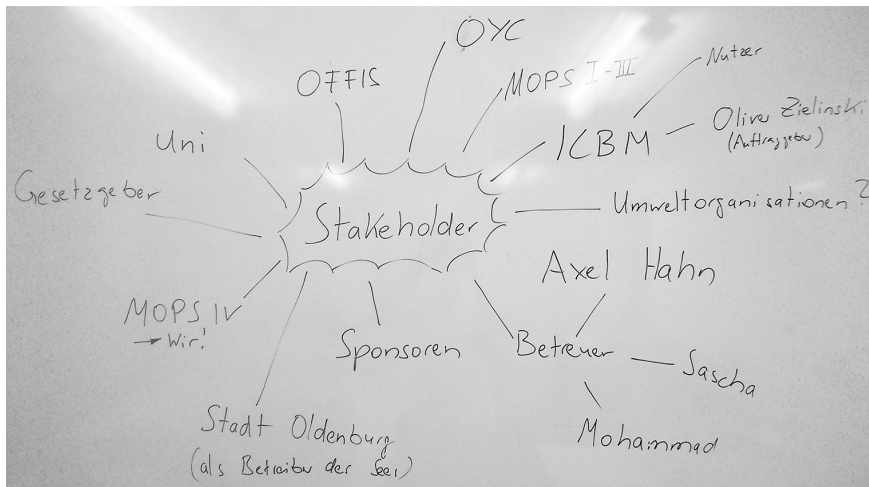 OYC
OFFIS
MOPS I-III
Nutzer
Uni
ICBM
Oliver Zielinski
(Auftraggeber)
Gesetzgeber
Umweltorganisationen?
Stakeholder
Axel Hahn
MOPS IV
→ Wir!
Sponsoren
Betreuer
Sascha
Stadt Oldenburg
(als Betreiber der Seen)
Mohammad